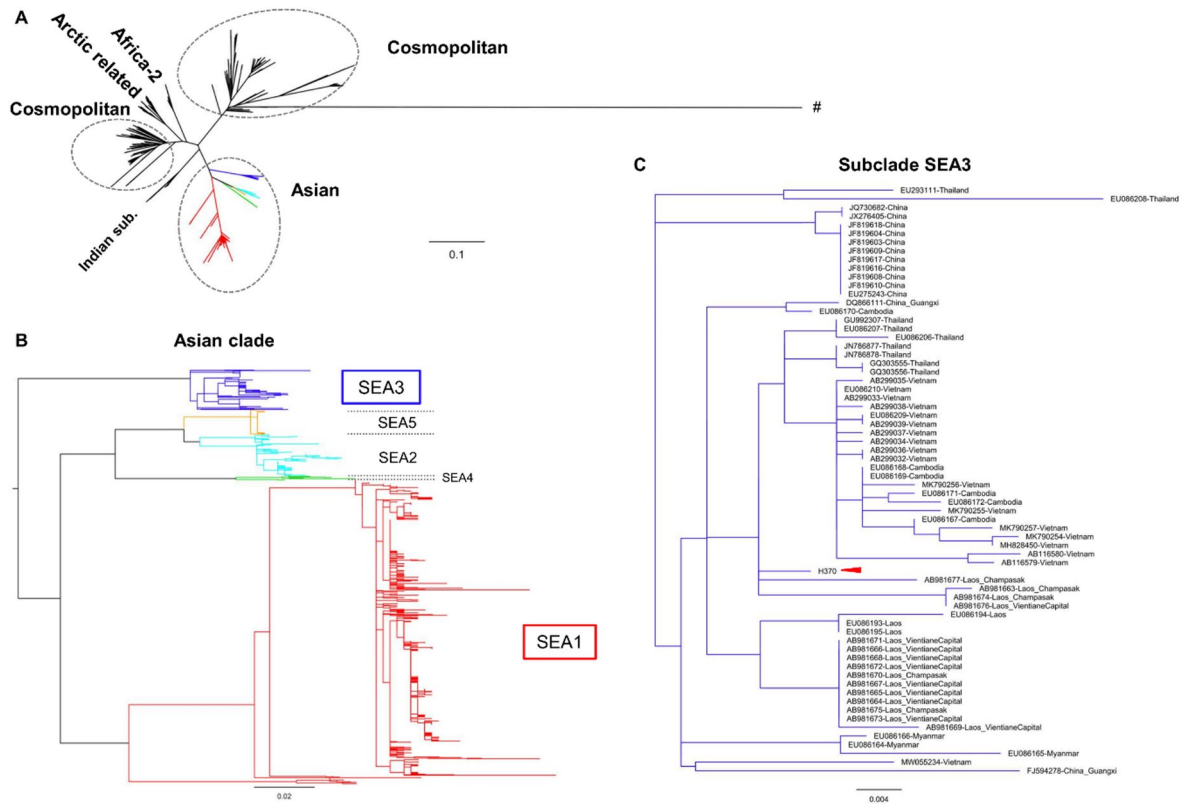 A
Arctic related
Africa-2
Cosmopolitan
Cosmopolitan
#
Asian
Indian sub.
0.1
B
Asian clade
SEA3
SEA5
SEA2
SEA4
SEA1
0.02
C
Subclade SEA3
EU293111-Thailand
EU086208-Thailand
JQ730682-China
JX276405-China
JF819618-China
JF819604-China
JF819603-China
JF819609-China
JF819617-China
JF819616-China
JF819608-China
JF819610-China
EU275243-China
DQ866111-China_Guangxi
EU086170-Cambodia
GU992307-Thailand
EU086207-Thailand
EU086206-Thailand
JN786877-Thailand
JN786878-Thailand
GQ303555-Thailand
GQ303556-Thailand
AB299035-Vietnam
EU086210-Vietnam
AB299033-Vietnam
AB299038-Vietnam
EU086209-Vietnam
AB299039-Vietnam
AB299037-Vietnam
AB299034-Vietnam
AB299036-Vietnam
AB299032-Vietnam
EU086168-Cambodia
EU086169-Cambodia
MK790256-Vietnam
EU086171-Cambodia
EU086172-Cambodia
MK790255-Vietnam
EU086167-Cambodia
MK790257-Vietnam
MK790254-Vietnam
MH828450-Vietnam
AB116580-Vietnam
AB116579-Vietnam
H370
AB981677-Laos_Champasak
AB981663-Laos_Champasak
AB981674-Laos_Champasak
AB981676-Laos_VientianeCapital
EU086194-Laos
EU086193-Laos
EU086195-Laos
AB981671-Laos_VientianeCapital
AB981666-Laos_VientianeCapital
AB981668-Laos_VientianeCapital
AB981672-Laos_VientianeCapital
AB981670-Laos_Champasak
AB981667-Laos_VientianeCapital
AB981665-Laos_VientianeCapital
AB981664-Laos_VientianeCapital
AB981675-Laos_Champasak
AB981673-Laos_VientianeCapital
AB981669-Laos_VientianeCapital
EU086166-Myanmar
EU086164-Myanmar
EU086165-Myanmar
MW055234-Vietnam
FJ594278-China_Guangxi
0.004